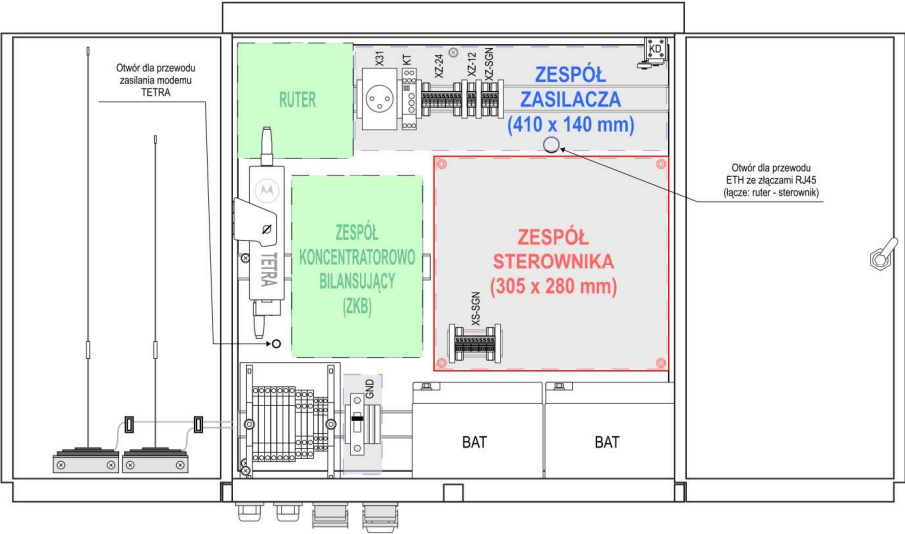 Otwór dla przewodu
zasilania modemu
TETRA
RUTER
X31
KT
XZ-24
XZ-12
XZ-SGN
ZESPÓŁ
ZASILACZA
(410 x 140 mm)
KD
Otwór dla przewodu
ETH ze złączami RJ45
(łącze: ruter - sterownik)
TETRA
ZESPÓŁ
KONCENTRATOROWO
BILANSUJĄCY
(ZKB)
ZESPÓŁ
STEROWNIKA
(305 x 280 mm)
XS-SGN
GND
BAT
BAT